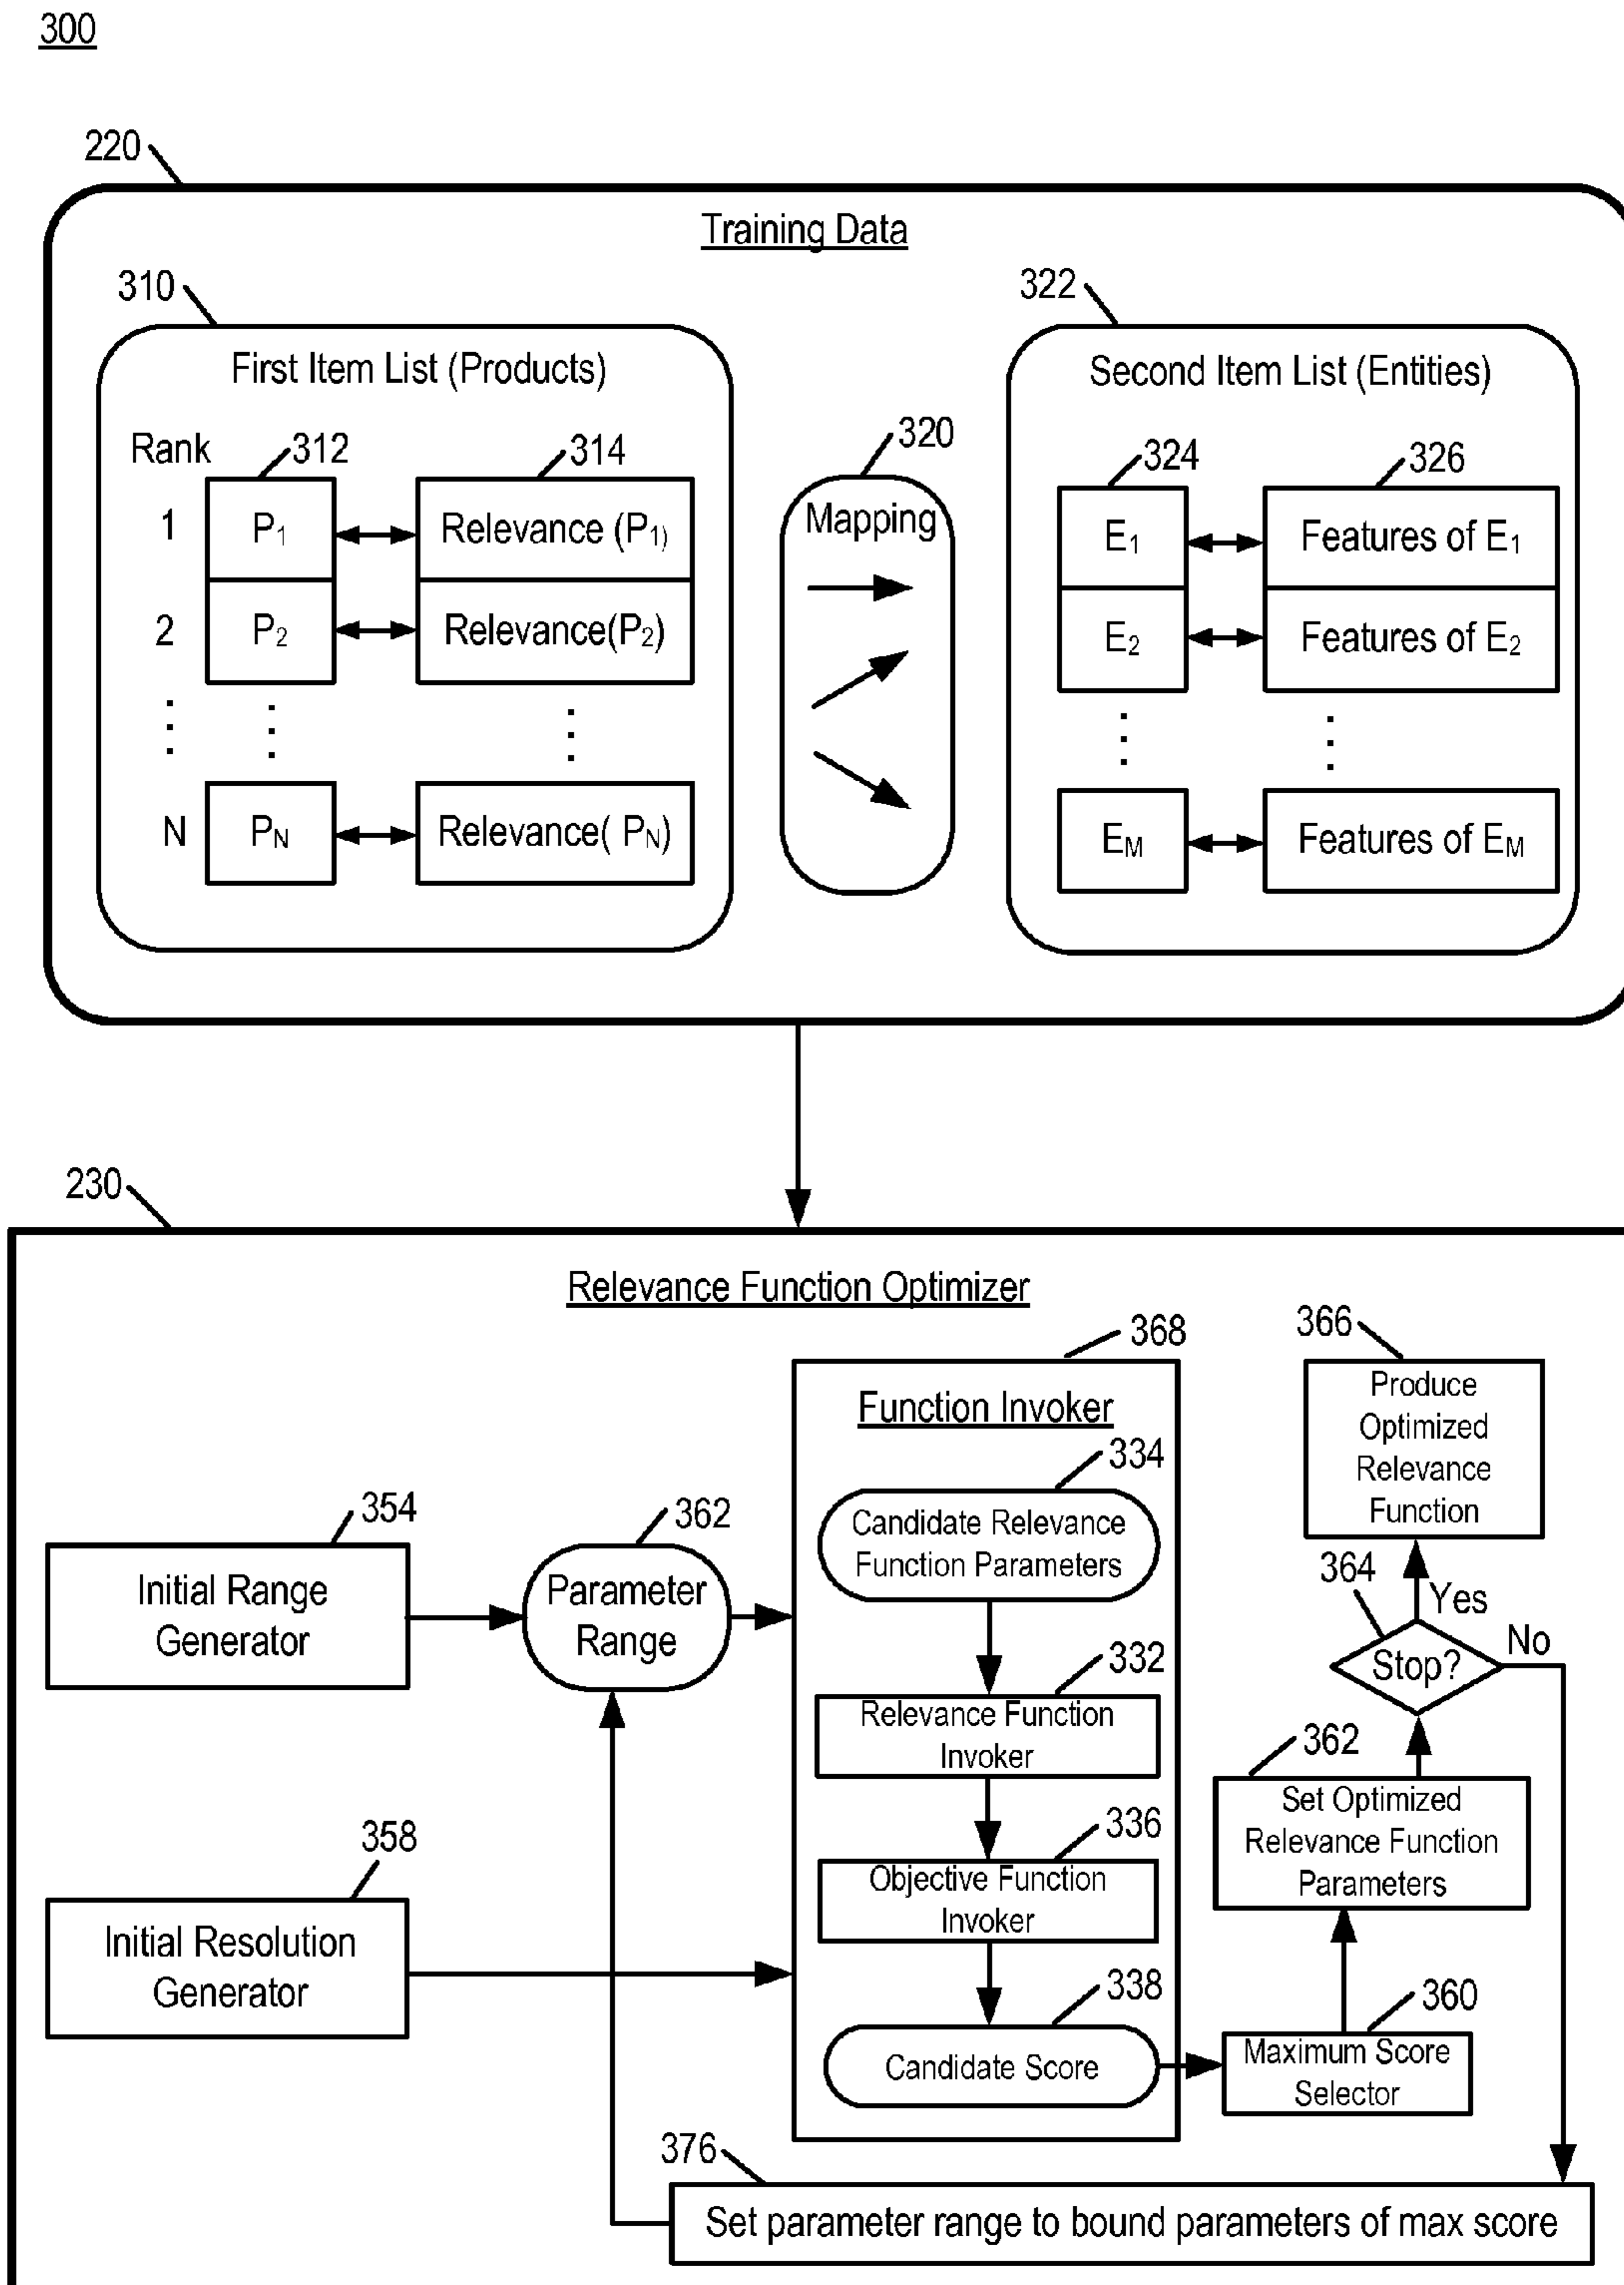 300
220
Training Data
310
322
First Item List (Products)
Second Item List (Entities)
Rank
312
314
320
324
326
Mapping
1
P1
Relevance (P1)
E1
Features of E1
2
P2
Relevance(P2)
E2
Features of E2
N
PN
Relevance( PN)
EM
Features of EM
230
Relevance Function Optimizer
368
366
Function Invoker
Produce
Optimized
Relevance
Function
334
Candidate Relevance
Function Parameters
354
Initial Range
Generator
362
Parameter
Range
364
Yes
Stop?
No
332
Relevance Function
Invoker
362
Set Optimized
Relevance Function
Parameters
336
Objective Function
Invoker
358
Initial Resolution
Generator
338
Candidate Score
360
Maximum Score
Selector
376
Set parameter range to bound parameters of max score